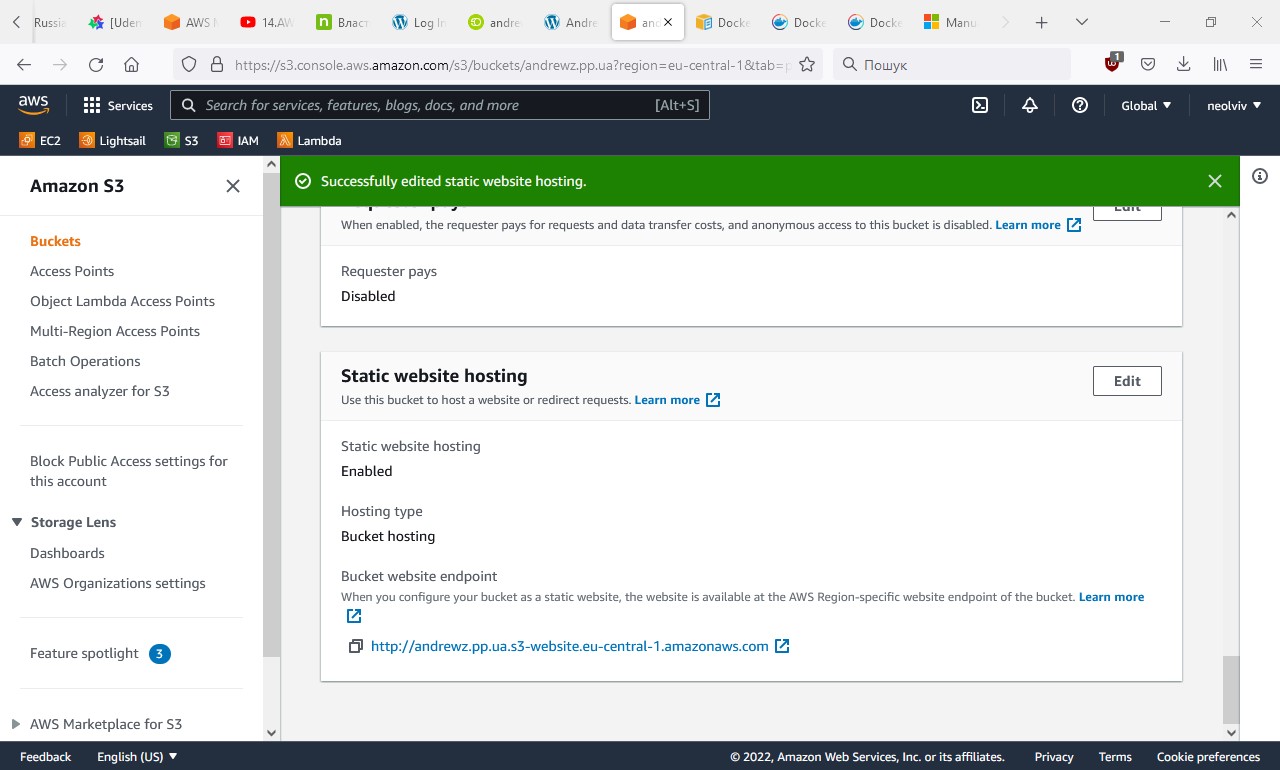 Russia
[Uden
AWS
14.AW
Власт
Log In
andre
Andre
an
Docke
Docke
Docke
Manu
https://s3.console.aws.amazon.com/s3/buckets/andrewz.pp.ua?region=eu-central-1&tab=p
1
Пошук
aws
Services
Search for services, features, blogs, docs, and more
[Alt+S]
Global
neolviv
EC2
Lightsail
S3
IAM
Lambda
Amazon S3
Successfully edited static website hosting.
Buckets
Access Points
Object Lambda Access Points
Multi-Region Access Points
Batch Operations
Access analyzer for S3
Block Public Access settings for
this account
Storage Lens
Dashboards
AWS Organizations settings
Feature spotlight 3
AWS Marketplace for S3
Edit
When enabled, the requester pays for requests and data transfer costs, and anonymous access to this bucket is disabled. Learn more
Requester pays
Disabled
Static website hosting
Edit
Use this bucket to host a website or redirect requests. Learn more
Static website hosting
Enabled
Hosting type
Bucket hosting
Bucket website endpoint
When you configure your bucket as a static website, the website is available at the AWS Region-specific website endpoint of the bucket. Learn more
http://andrewz.pp.ua.s3-website.eu-central-1.amazonaws.com
Feedback
English (US)
© 2022, Amazon Web Services, Inc. or its affiliates.
Privacy
Terms
Cookie preferences